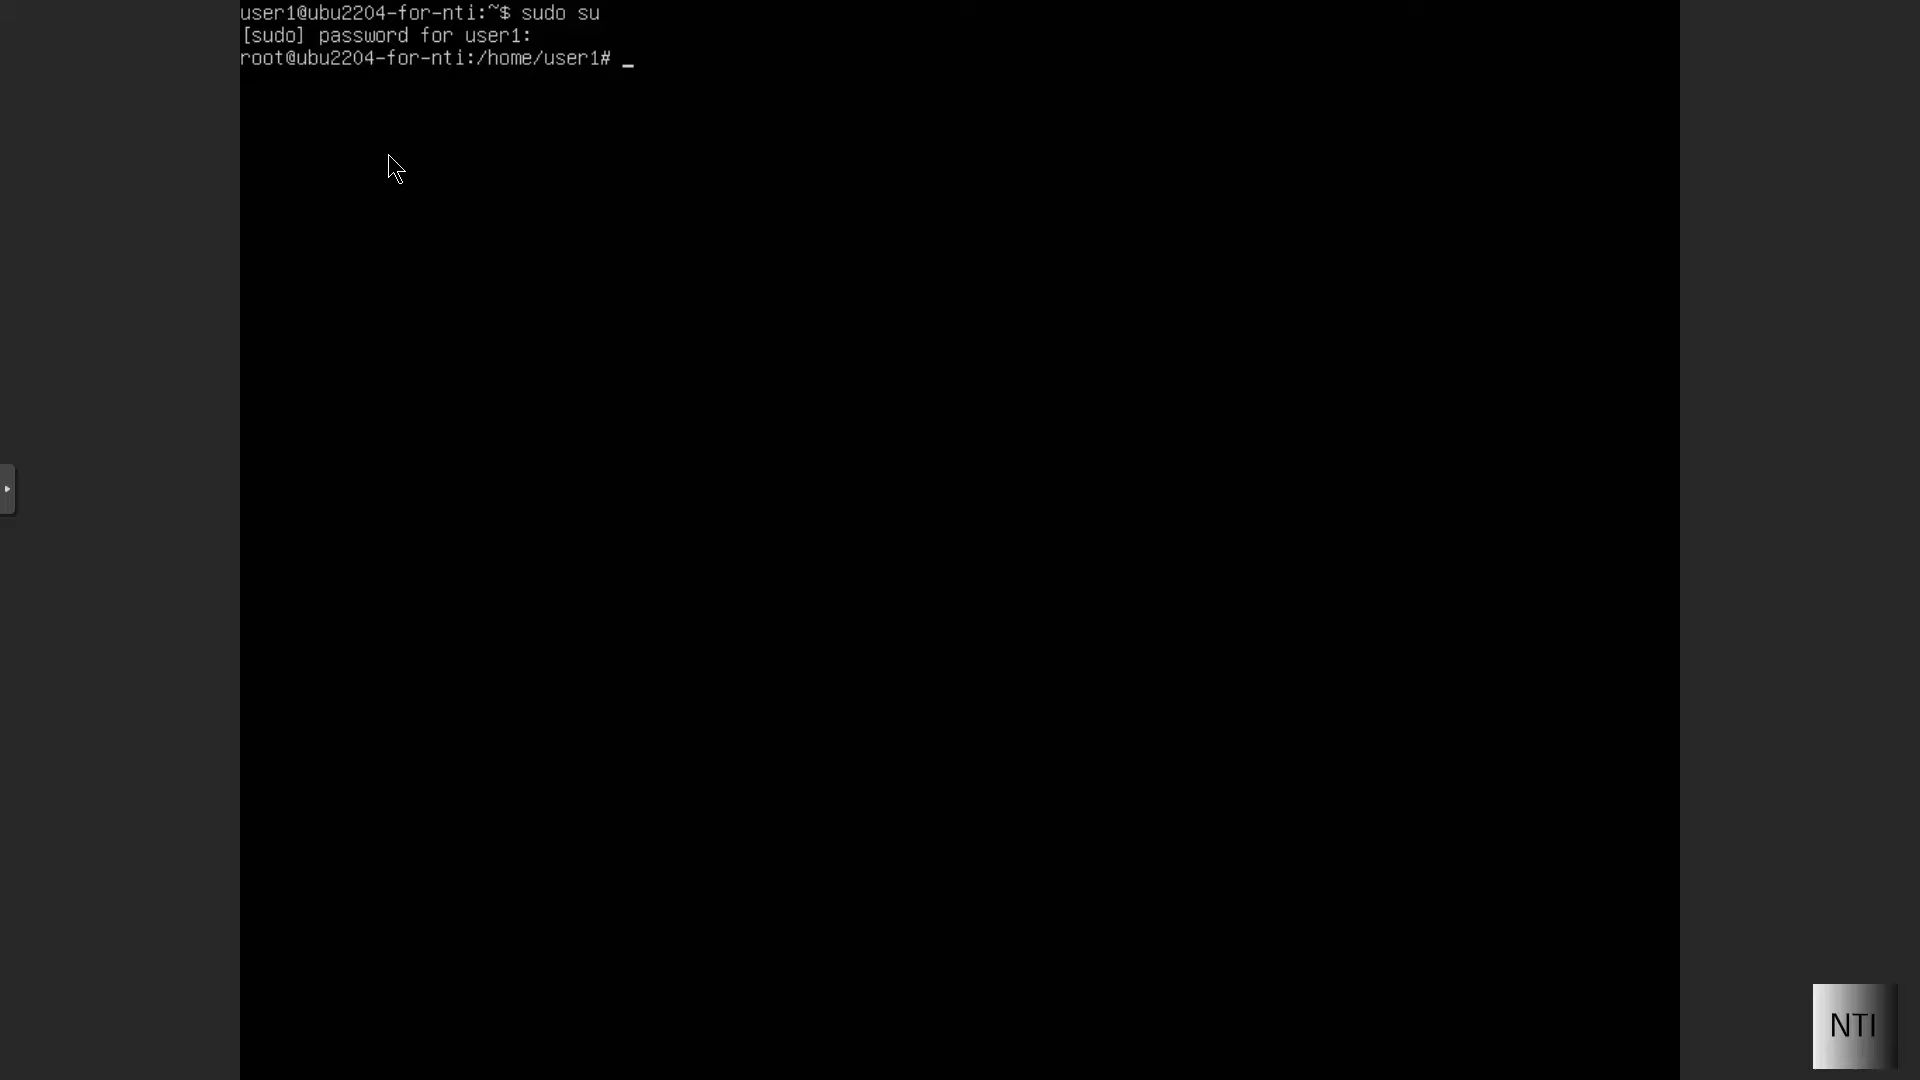 user1@ubu2204-for-nti:~$ sudo su
[sudo] password for user1:
root@ubu2204-for-nti:/home/user1# _
NTI